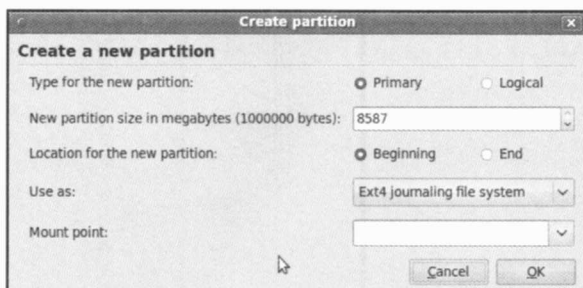 Create partition
Create a new partition
Type for the new partition: Primary Logical
New partition size in megabytes (1000000 bytes): 8587
Location for the new partition: Beginning End
Use as: Ext4 journaling file system
Mount point:
Cancel OK